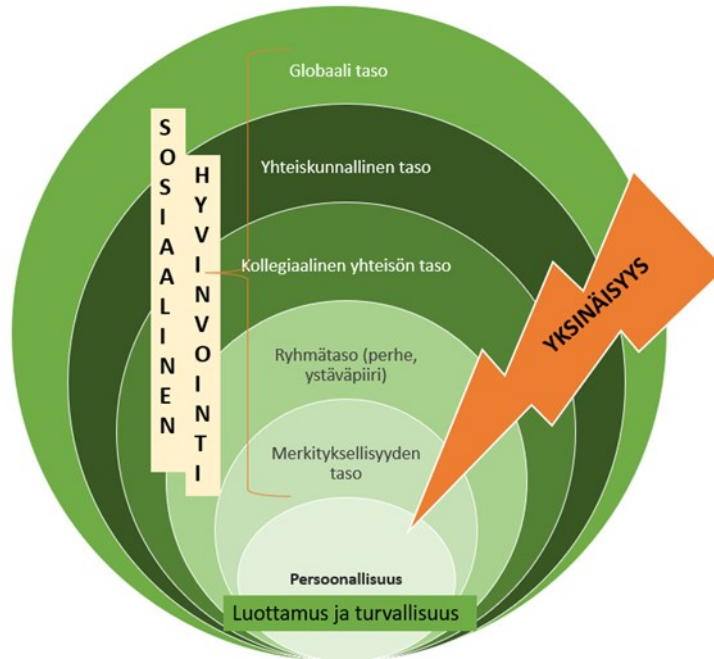 Globaali taso
SOSIAALINEN
HYVINVOINTI
Yhteiskunnallinen taso
Kollegiaalinen yhteisön taso
YKSINÄISYYS
Ryhmätaso (perhe,
ystäväpiiri)
Merkityksellisyyden
taso
Persoonallisuus
Luottamus ja turvallisuus